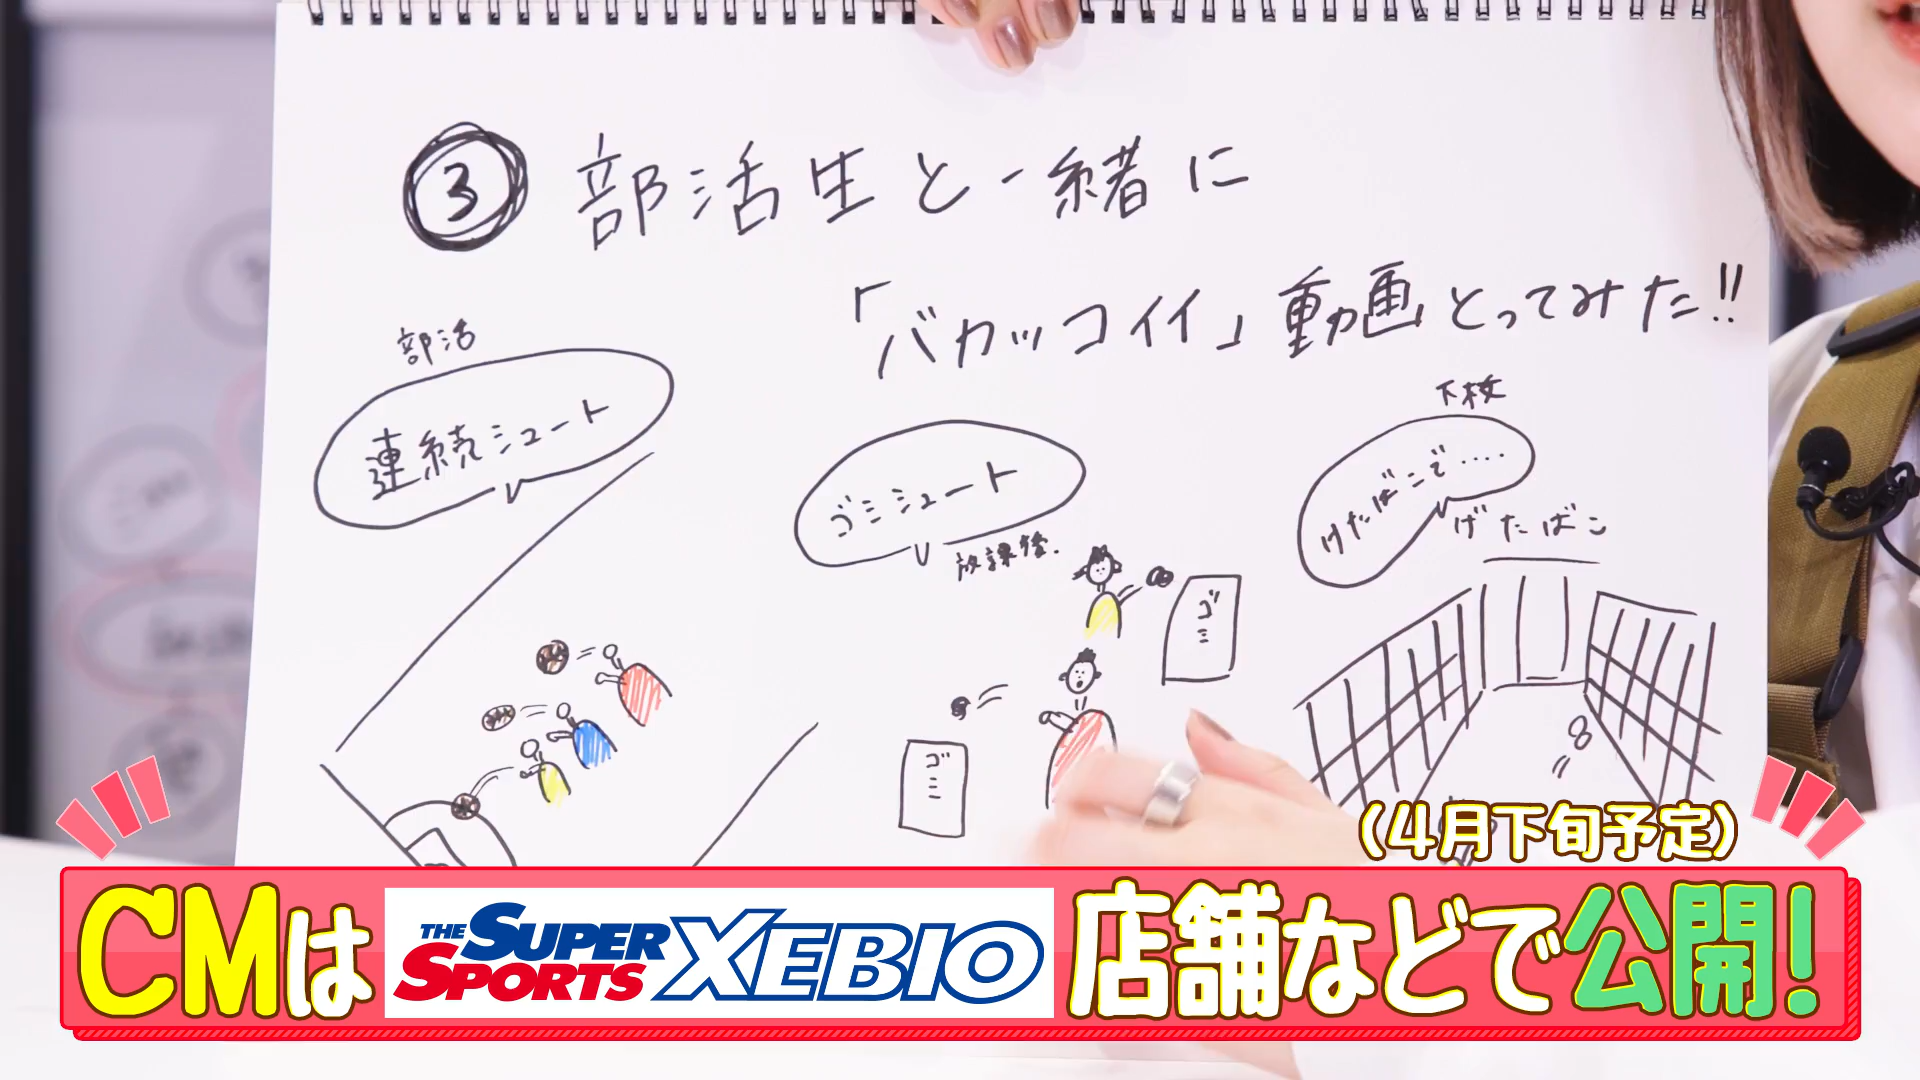 ③ 部活生と一緒に
「バカッコイイ」動画とってみた!!
部活
連続シュート
ゴミシュート
放課後.
下校
けたばこで‥‥
げたばこ
ゴミ
ゴミ
(4月下旬予定)
CMは THE SUPER SPORTS XEBIO 店舗などで公開!